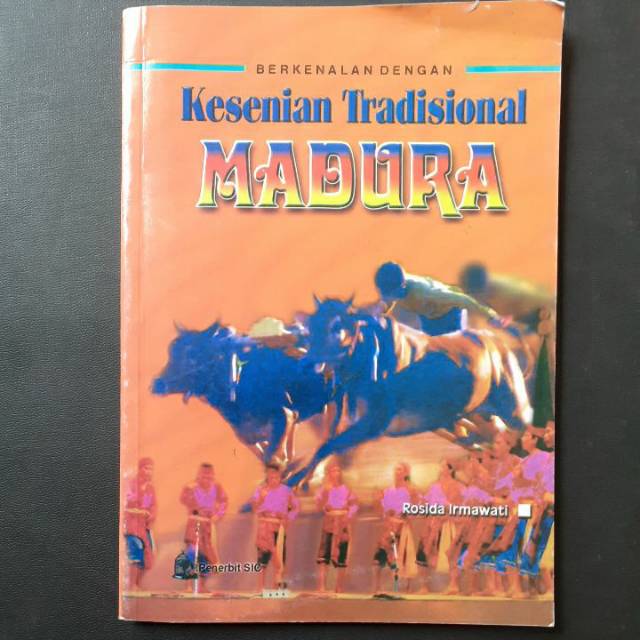 BERKENALAN DENGAN
Kesenian Tradisional
MADURA
Rosida Irmawati
Penerbit SIC